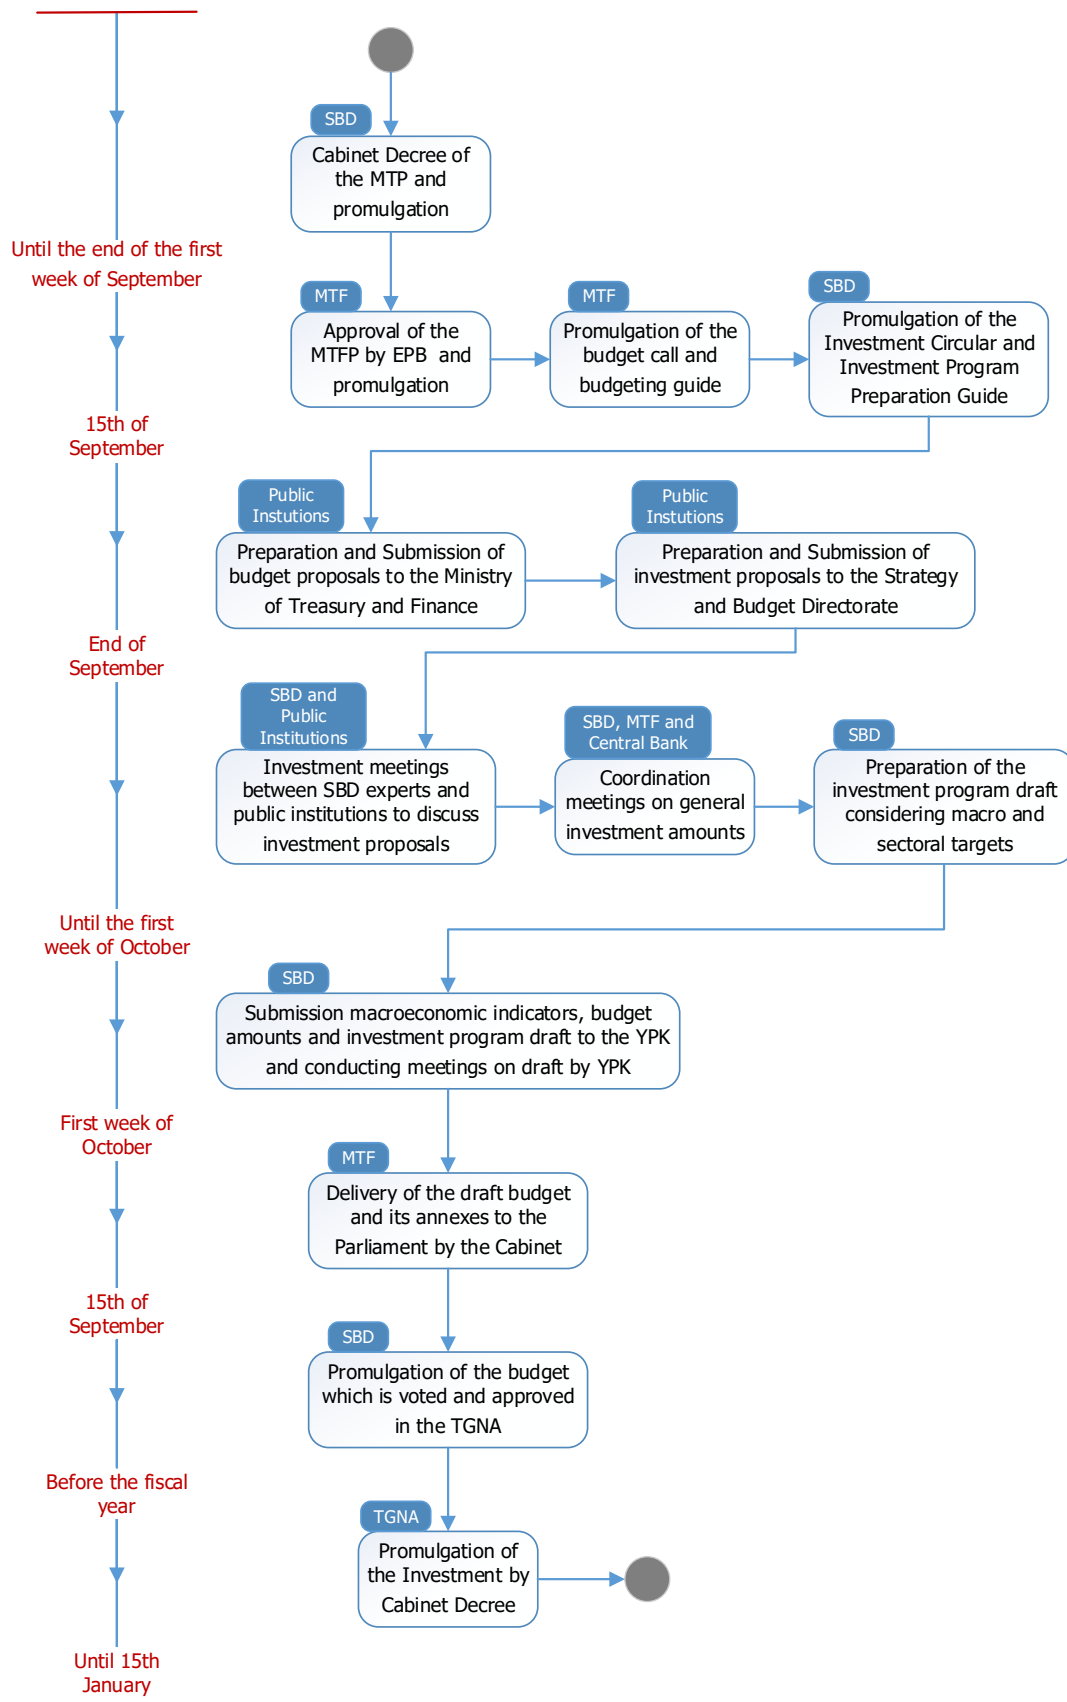 SBD
Cabinet Decree of
the MTP and
promulgation
Until the end of the first
week of September
MTF
Approval of the
MTFP by EPB and
promulgation
MTF
Promulgation of the
budget call and
budgeting guide
SBD
Promulgation of the
Investment Circular and
Investment Program
Preparation Guide
15th of
September
Public
Instutions
Preparation and Submission of
budget proposals to the Ministry
of Treasury and Finance
Public
Instutions
Preparation and Submission of
investment proposals to the Strategy
and Budget Directorate
End of
September
SBD and
Public
Institutions
Investment meetings
between SBD experts and
public institutions to discuss
investment proposals
SBD, MTF and
Central Bank
Coordination
meetings on general
investment amounts
SBD
Preparation of the
investment program draft
considering macro and
sectoral targets
Until the first
week of October
SBD
Submission macroeconomic indicators, budget
amounts and investment program draft to the YPK
and conducting meetings on draft by YPK
First week of
October
MTF
Delivery of the draft budget
and its annexes to the
Parliament by the Cabinet
15th of
September
SBD
Promulgation of the budget
which is voted and approved
in the TGNA
Before the fiscal
year
TGNA
Promulgation of
the Investment by
Cabinet Decree
Until 15th
January